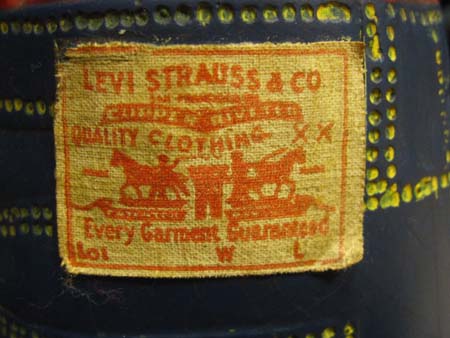 LEVI STRAUSS & CO
QUALITY CLOTHING XX
Every Garment Guaranteed
Lot W L